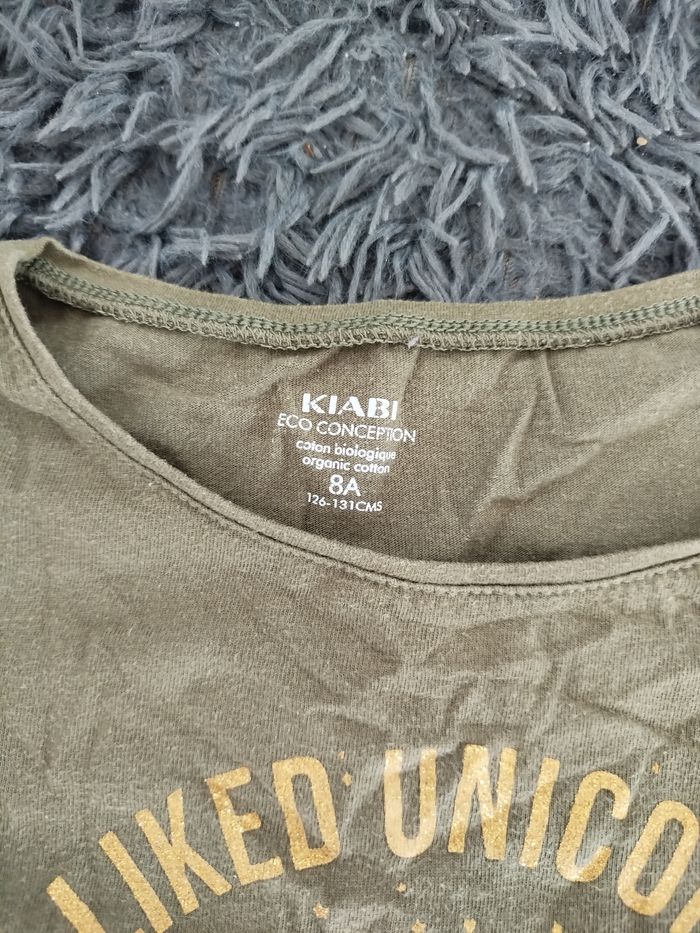 KIABI
ECO CONCEPTION
coton biologique
organic cotton
8A
126-131CMS
LIKED UNICO